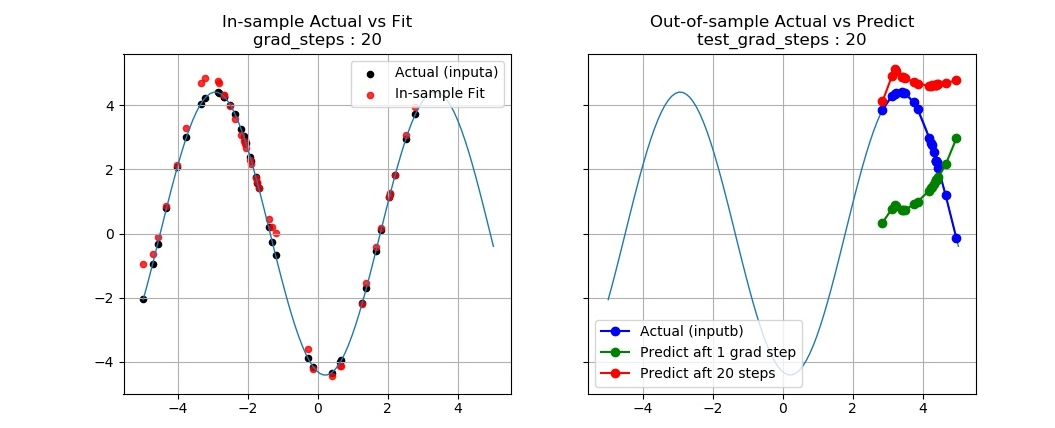 In-sample Actual vs Fit
grad_steps : 20
Actual (inputa)
In-sample Fit
4
2
0
−2
−4
−4
−2
0
2
4
Out-of-sample Actual vs Predict
test_grad_steps : 20
Actual (inputb)
Predict aft 1 grad step
Predict aft 20 steps
−4
−2
0
2
4